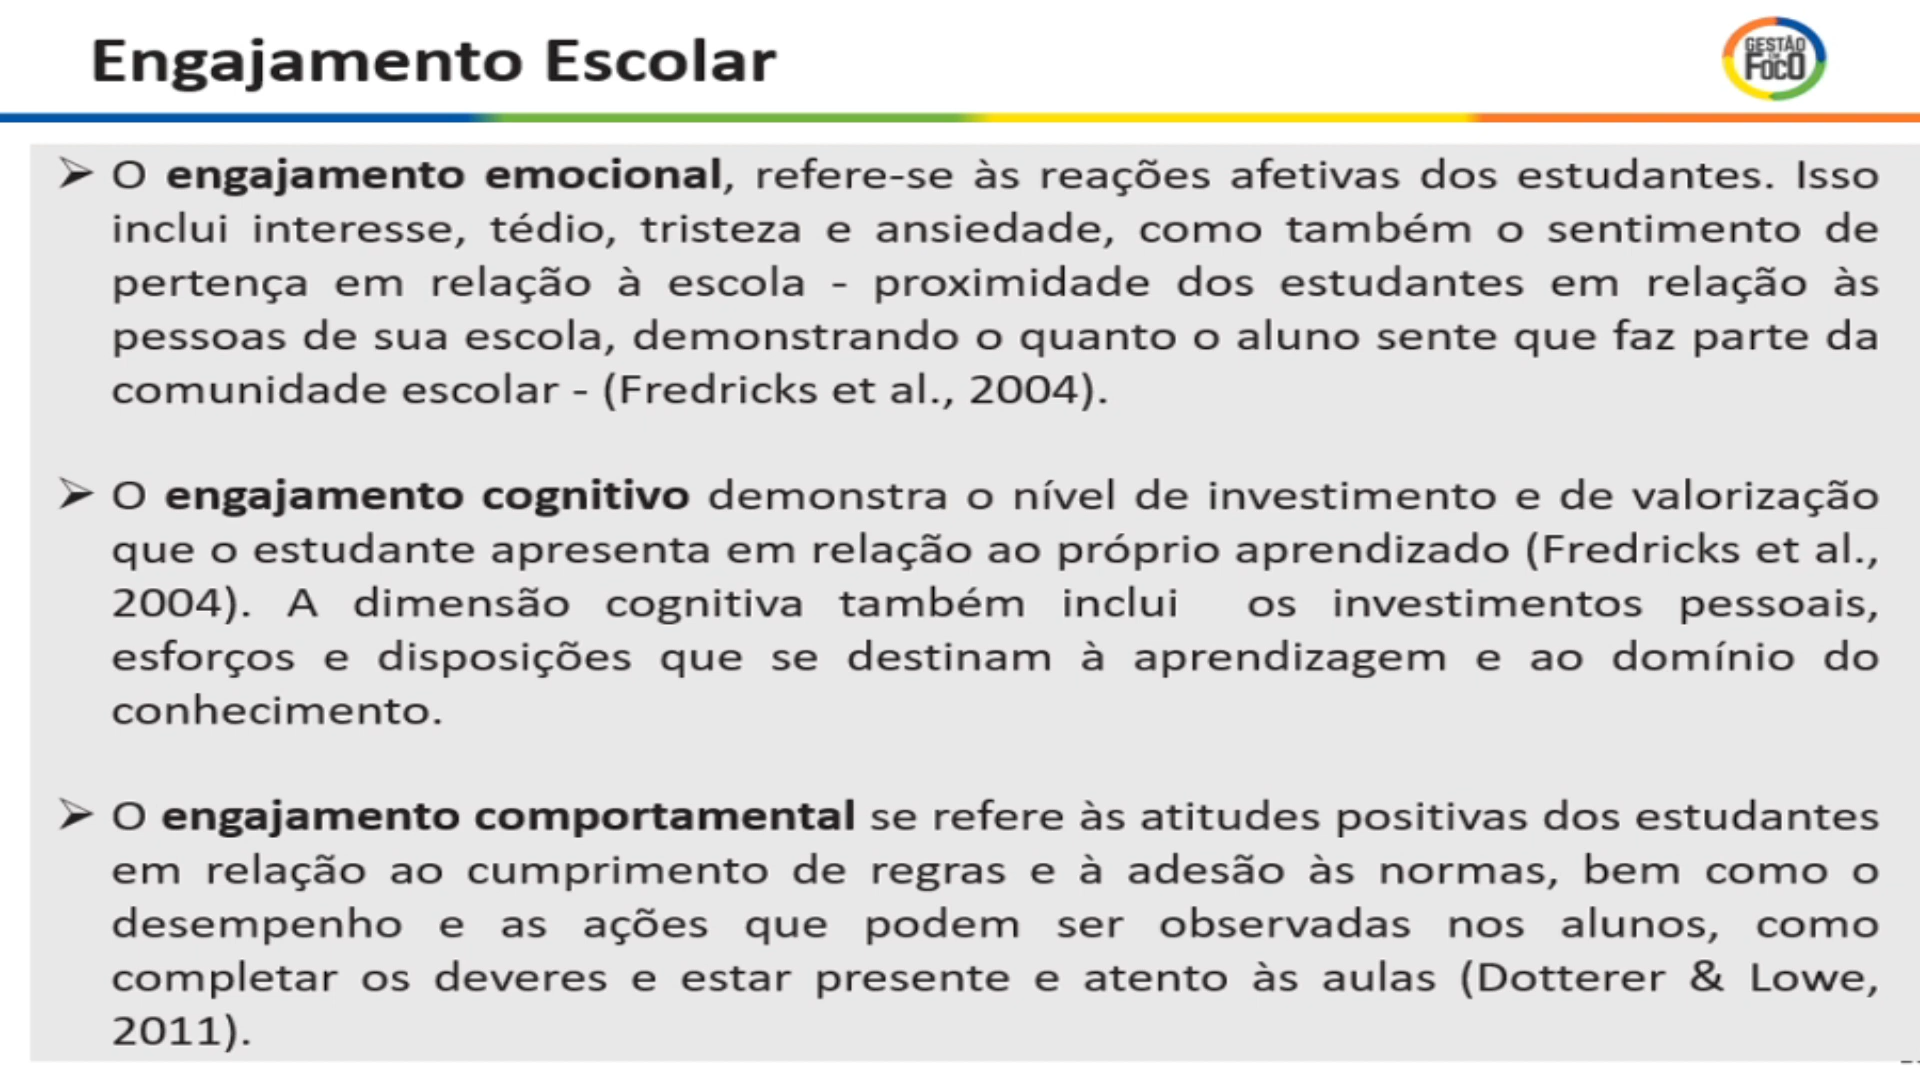 Engajamento Escolar
GESTÃO
EM
FOCO
➢ O engajamento emocional, refere-se às reações afetivas dos estudantes. Isso
inclui interesse, tédio, tristeza e ansiedade, como também o sentimento de
pertença em relação à escola - proximidade dos estudantes em relação às
pessoas de sua escola, demonstrando o quanto o aluno sente que faz parte da
comunidade escolar - (Fredricks et al., 2004).
➢ O engajamento cognitivo demonstra o nível de investimento e de valorização
que o estudante apresenta em relação ao próprio aprendizado (Fredricks et al.,
2004). A dimensão cognitiva também inclui os investimentos pessoais,
esforços e disposições que se destinam à aprendizagem e ao domínio do
conhecimento.
➢ O engajamento comportamental se refere às atitudes positivas dos estudantes
em relação ao cumprimento de regras e à adesão às normas, bem como o
desempenho e as ações que podem ser observadas nos alunos, como
completar os deveres e estar presente e atento às aulas (Dotterer & Lowe,
2011).